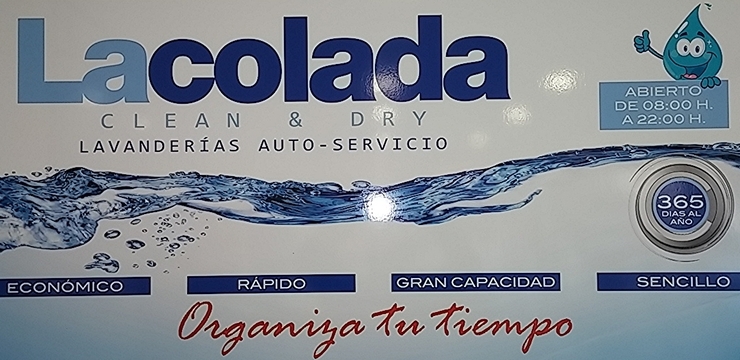 Lacolada
CLEAN & DRY
LAVANDERÍAS AUTO-SERVICIO
ABIERTO
DE 08:00 H.
A 22:00 H.
365
DIAS AL
AÑO
ECONÓMICO
RÁPIDO
GRAN CAPACIDAD
SENCILLO
Organiza tu tiempo